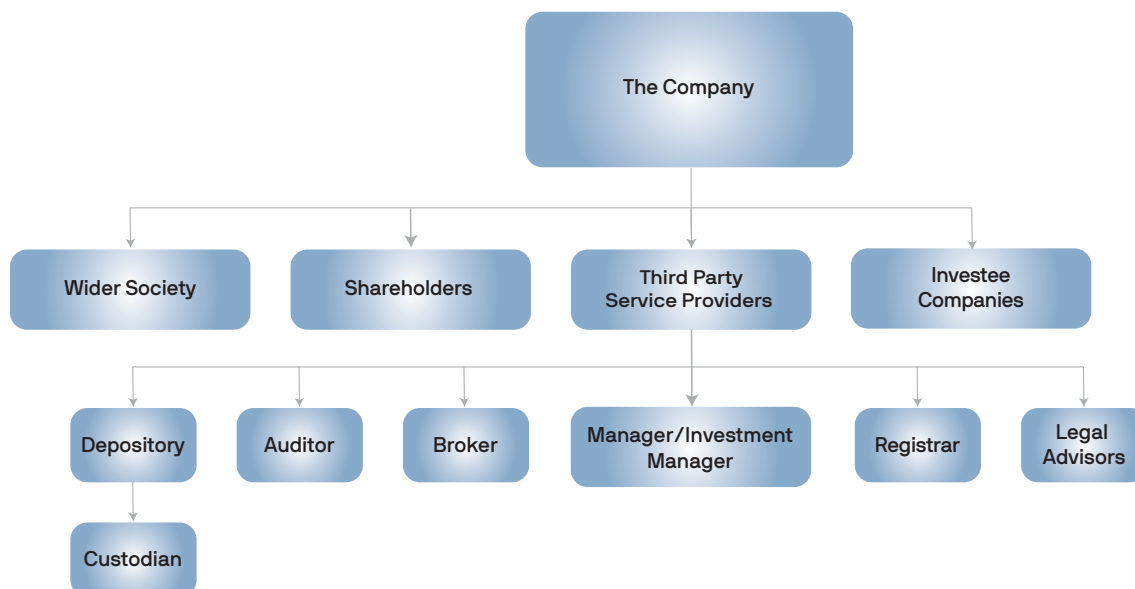 The Company
Wider Society
Shareholders
Third Party
Service Providers
Investee
Companies
Depository
Auditor
Broker
Manager/Investment
Manager
Registrar
Legal
Advisors
Custodian